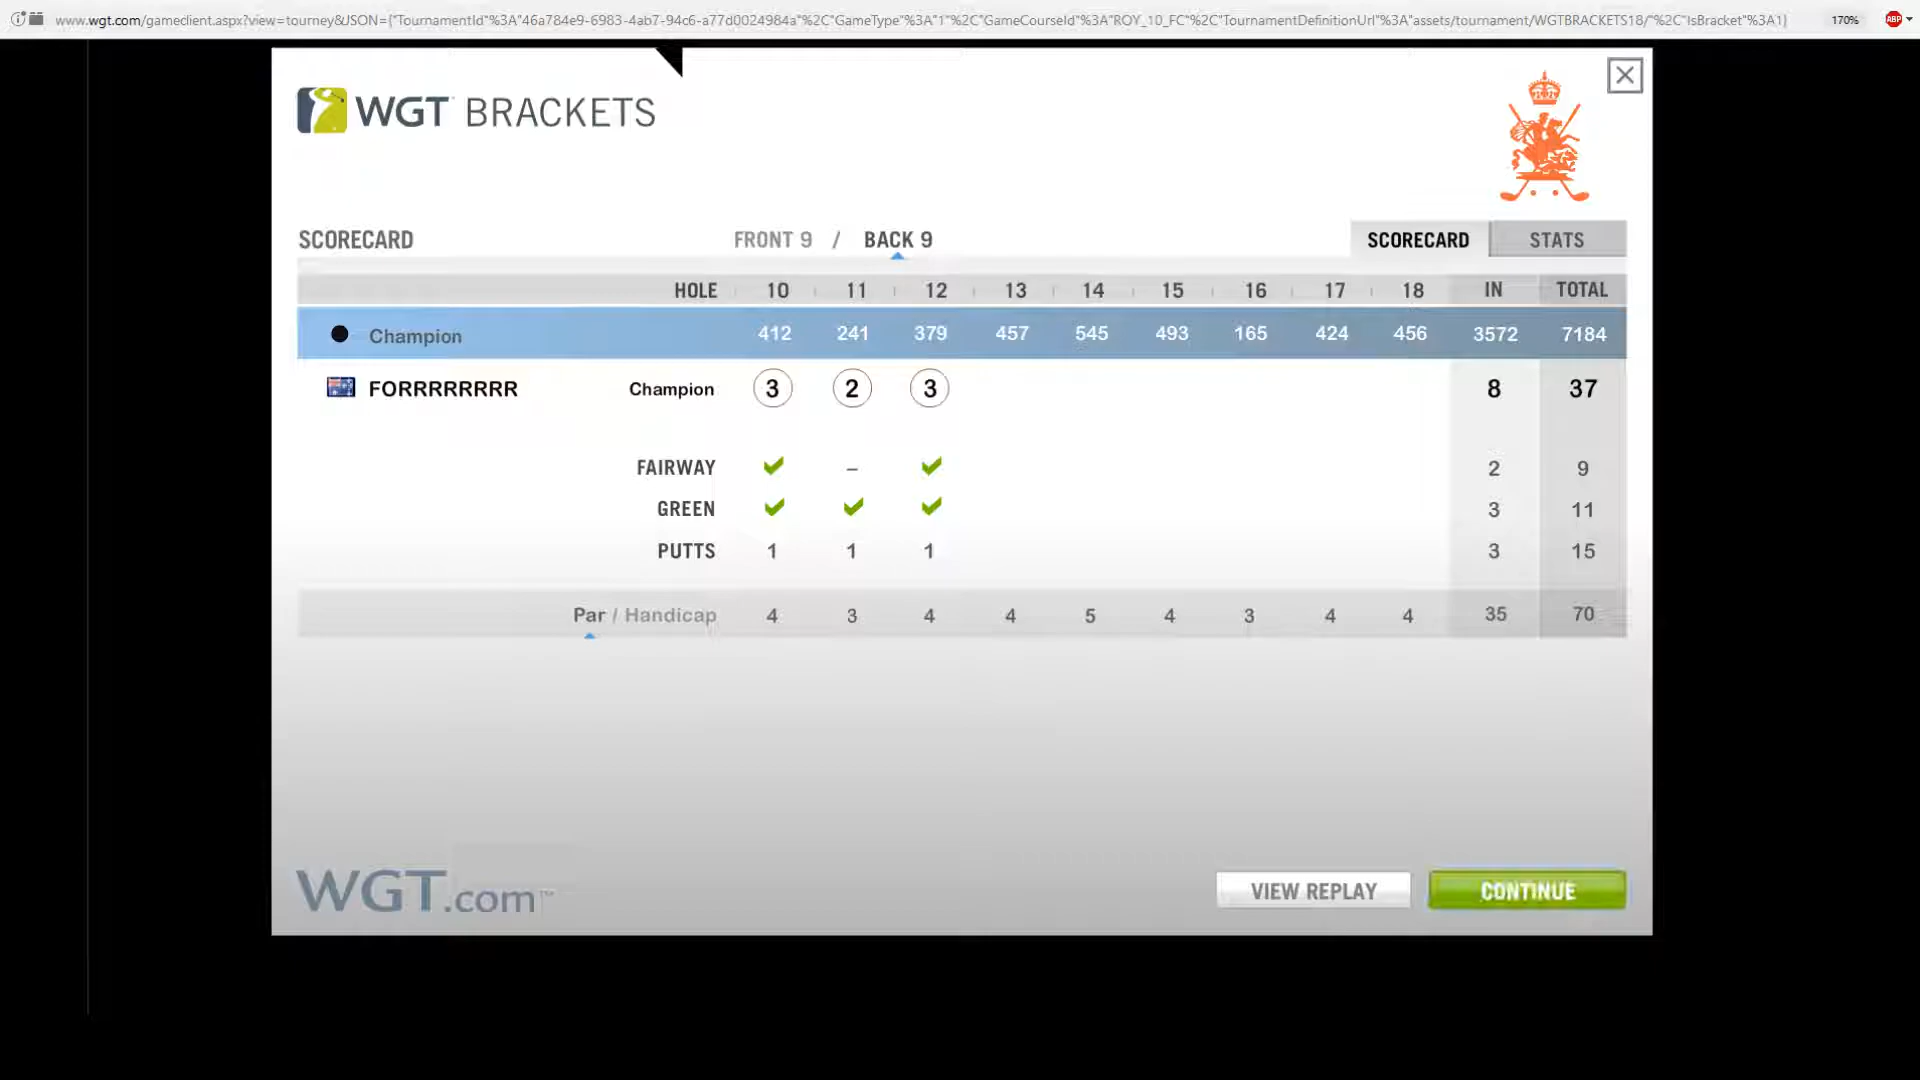 www.wgt.com/gameclient.aspx?view=tourney&JSON={"TournamentId"%3A"46a784e9-6983-4ab7-94c6-a77d0024984a"%2C"GameType"%3A"1"%2C"GameCourseId"%3A"ROY_10_FC"%2C"TournamentDefinitionUrl"%3A"assets/tournament/WGTBRACKETS18/"%2C"IsBracket"%3A1} 170% ABP
WGT BRACKETS
SCORECARD FRONT 9 / BACK 9 SCORECARD STATS
HOLE 10 11 12 13 14 15 16 17 18 IN TOTAL
Champion 412 241 379 457 545 493 165 424 456 3572 7184
FORRRRRRRR Champion 3 2 3 8 37
FAIRWAY – 2 9
GREEN 3 11
PUTTS 1 1 1 3 15
Par / Handicap 4 3 4 4 5 4 3 4 4 35 70
WGT.com™ VIEW REPLAY CONTINUE